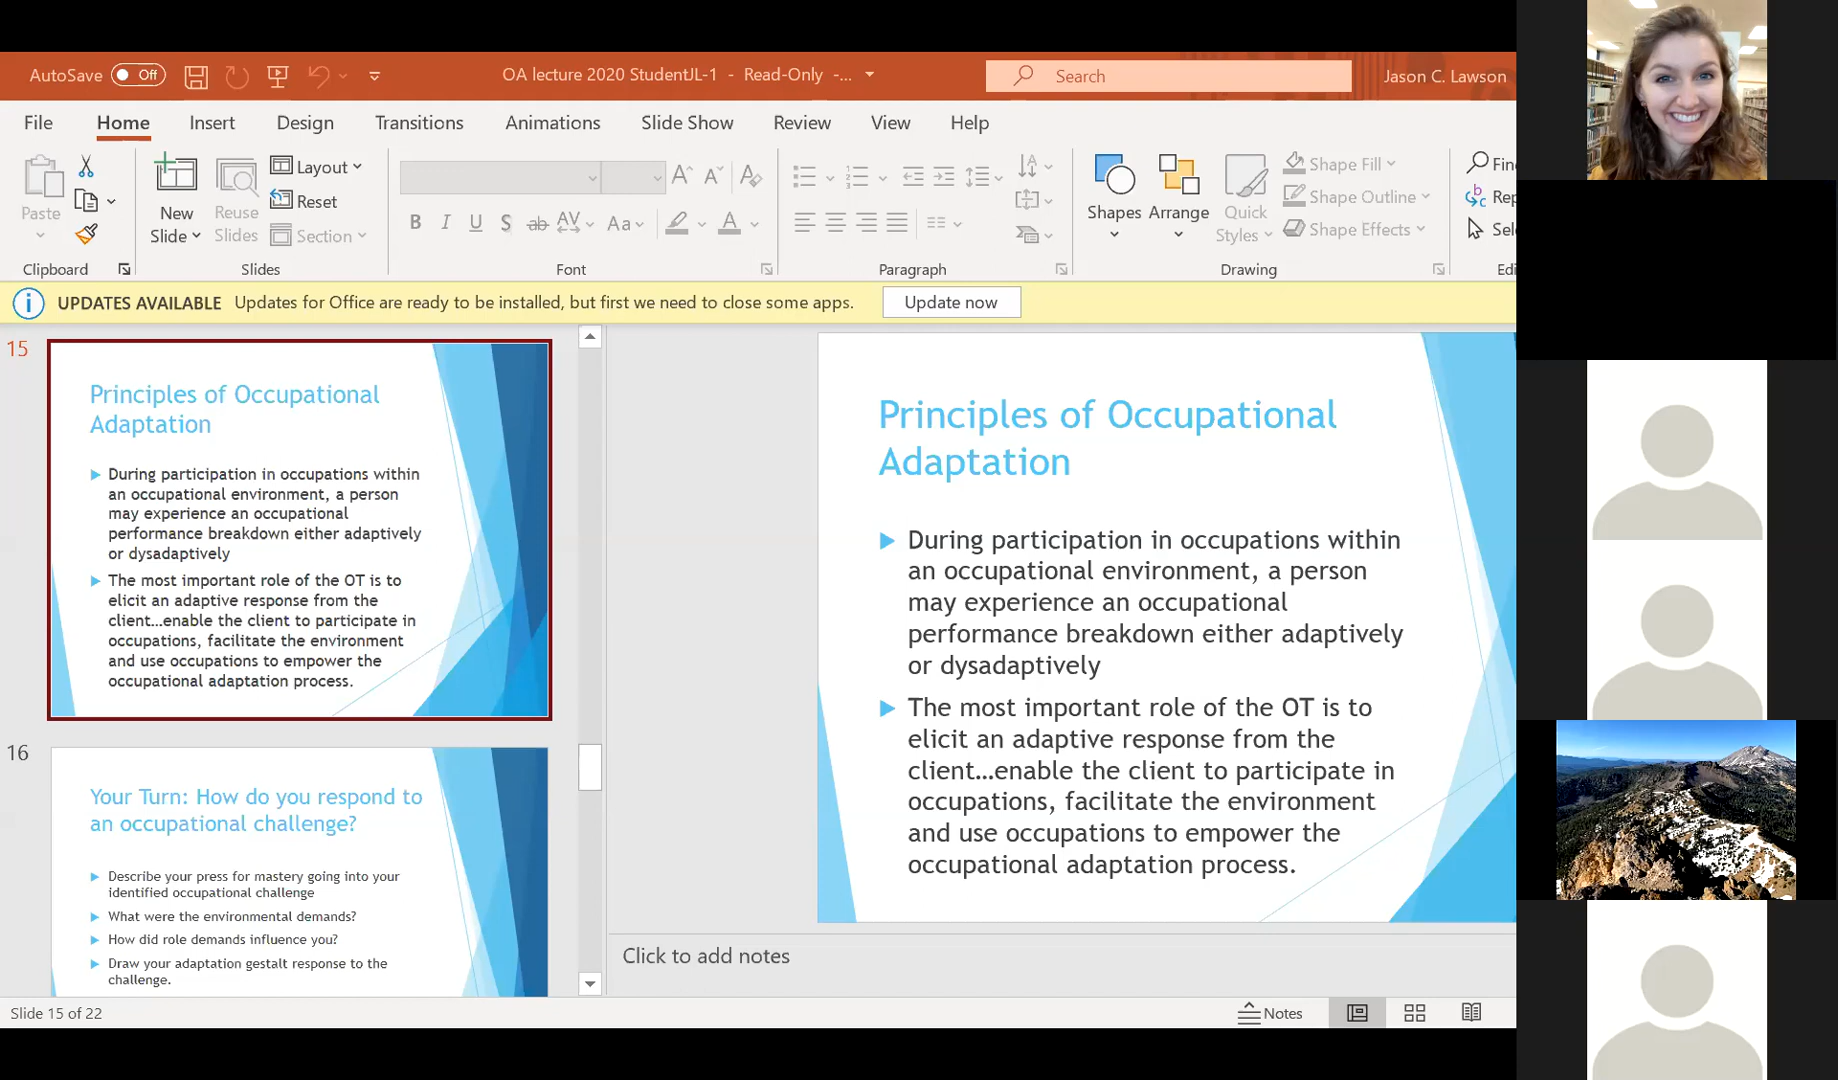 AutoSave Off
OA lecture 2020 StudentJL-1 - Read-Only -...
Search
Jason C. Lawson
File Home Insert Design Transitions Animations Slide Show Review View Help
Paste
Clipboard
New
Slide
Reuse
Slides
Layout
Reset
Section
Slides
B I U S ab AV Aa A
Font
Paragraph
Shapes
Arrange
Quick
Styles
Shape Fill
Shape Outline
Shape Effects
Drawing
Fin
Rep
Sel
Edi
UPDATES AVAILABLE Updates for Office are ready to be installed, but first we need to close some apps. Update now
15
Principles of Occupational
Adaptation
During participation in occupations within
an occupational environment, a person
may experience an occupational
performance breakdown either adaptively
or dysadaptively
The most important role of the OT is to
elicit an adaptive response from the
client…enable the client to participate in
occupations, facilitate the environment
and use occupations to empower the
occupational adaptation process.
16
Your Turn: How do you respond to
an occupational challenge?
Describe your press for mastery going into your
identified occupational challenge
What were the environmental demands?
How did role demands influence you?
Draw your adaptation gestalt response to the
challenge.
Principles of Occupational
Adaptation
During participation in occupations within
an occupational environment, a person
may experience an occupational
performance breakdown either adaptively
or dysadaptively
The most important role of the OT is to
elicit an adaptive response from the
client…enable the client to participate in
occupations, facilitate the environment
and use occupations to empower the
occupational adaptation process.
Click to add notes
Slide 15 of 22
Notes